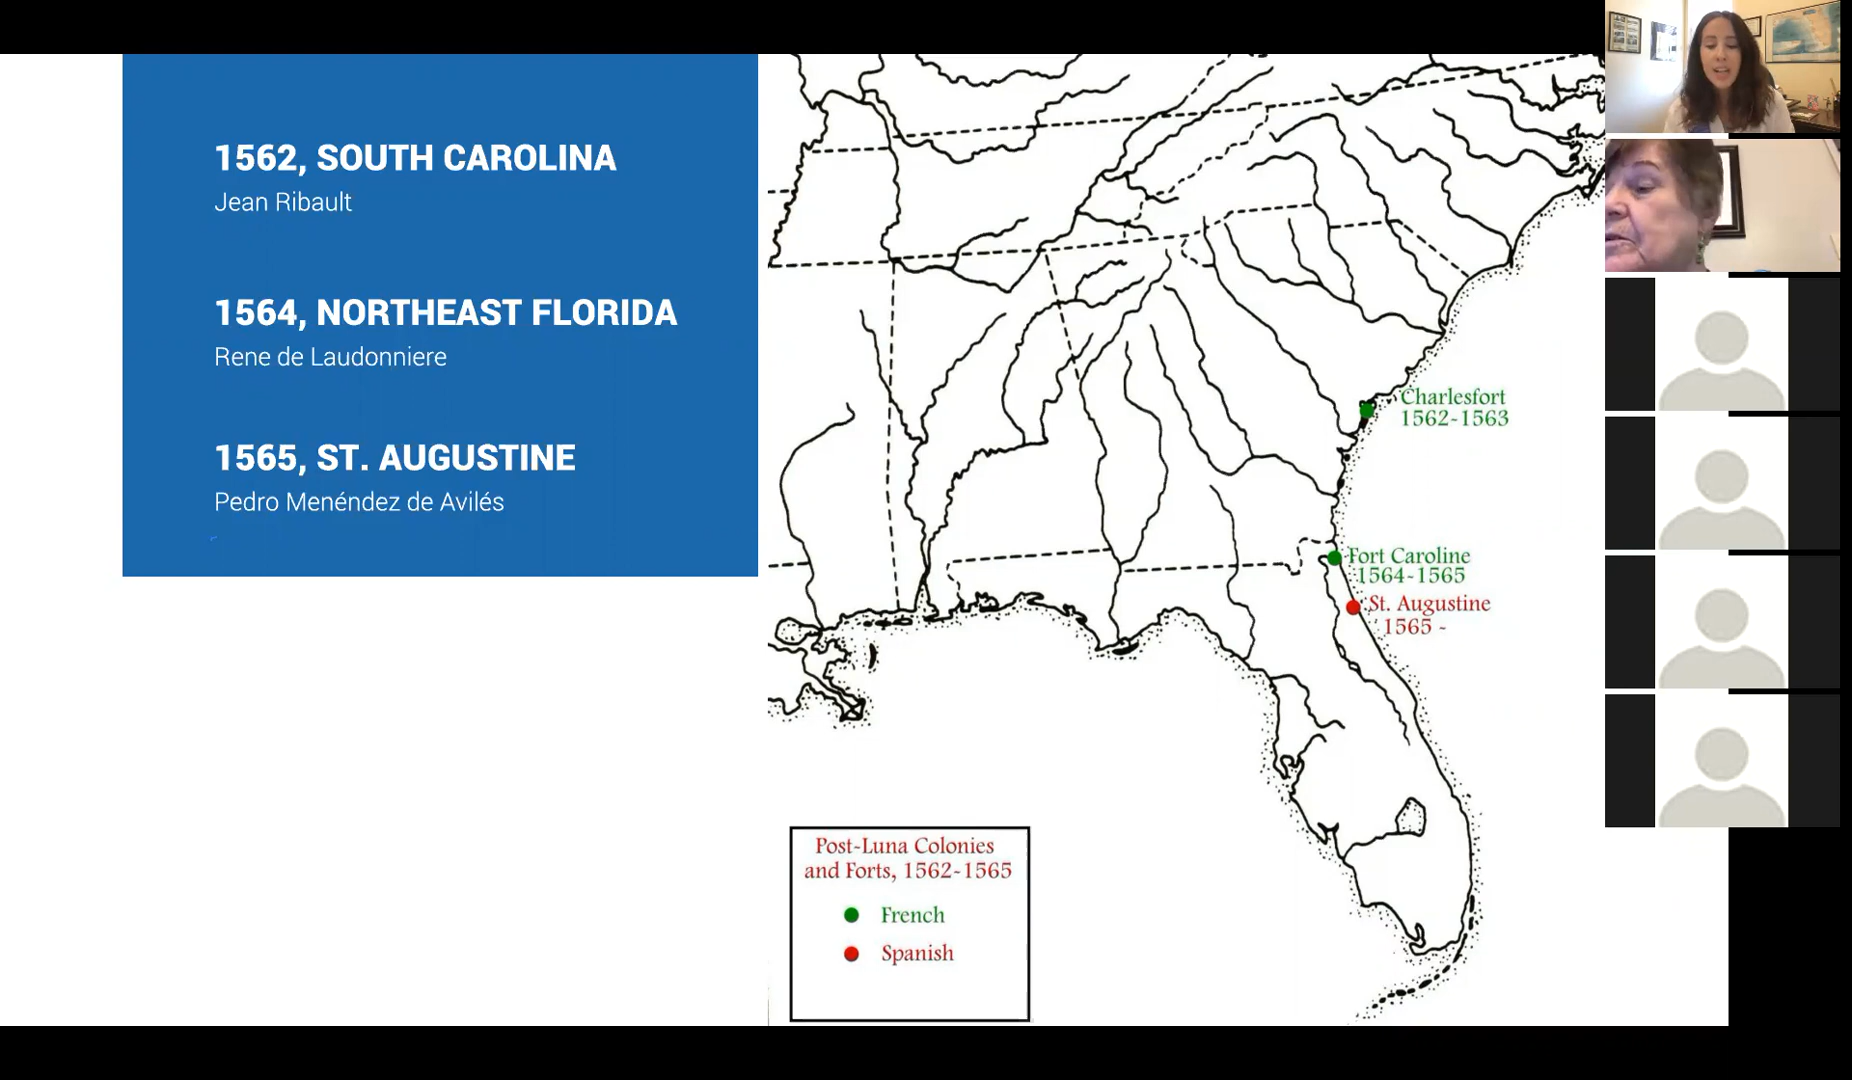 1562, SOUTH CAROLINA
Jean Ribault
1564, NORTHEAST FLORIDA
Rene de Laudonniere
1565, ST. AUGUSTINE
Pedro Menéndez de Avilés
Charlesfort
1562-1563
Fort Caroline
1564-1565
St. Augustine
1565 -
Post-Luna Colonies
and Forts, 1562-1565
French
Spanish